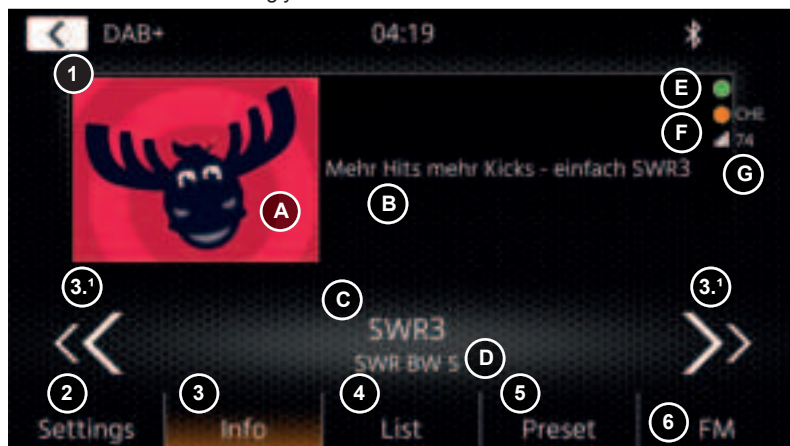 DAB+ 04:19
1
E
CHE
F
74
G
Mehr Hits mehr Kicks - einfach SWR3
A
B
3.¹ 3.¹
C
SWR3
SWR BW S
D
2 3 4 5
Settings Info List Preset 6 FM